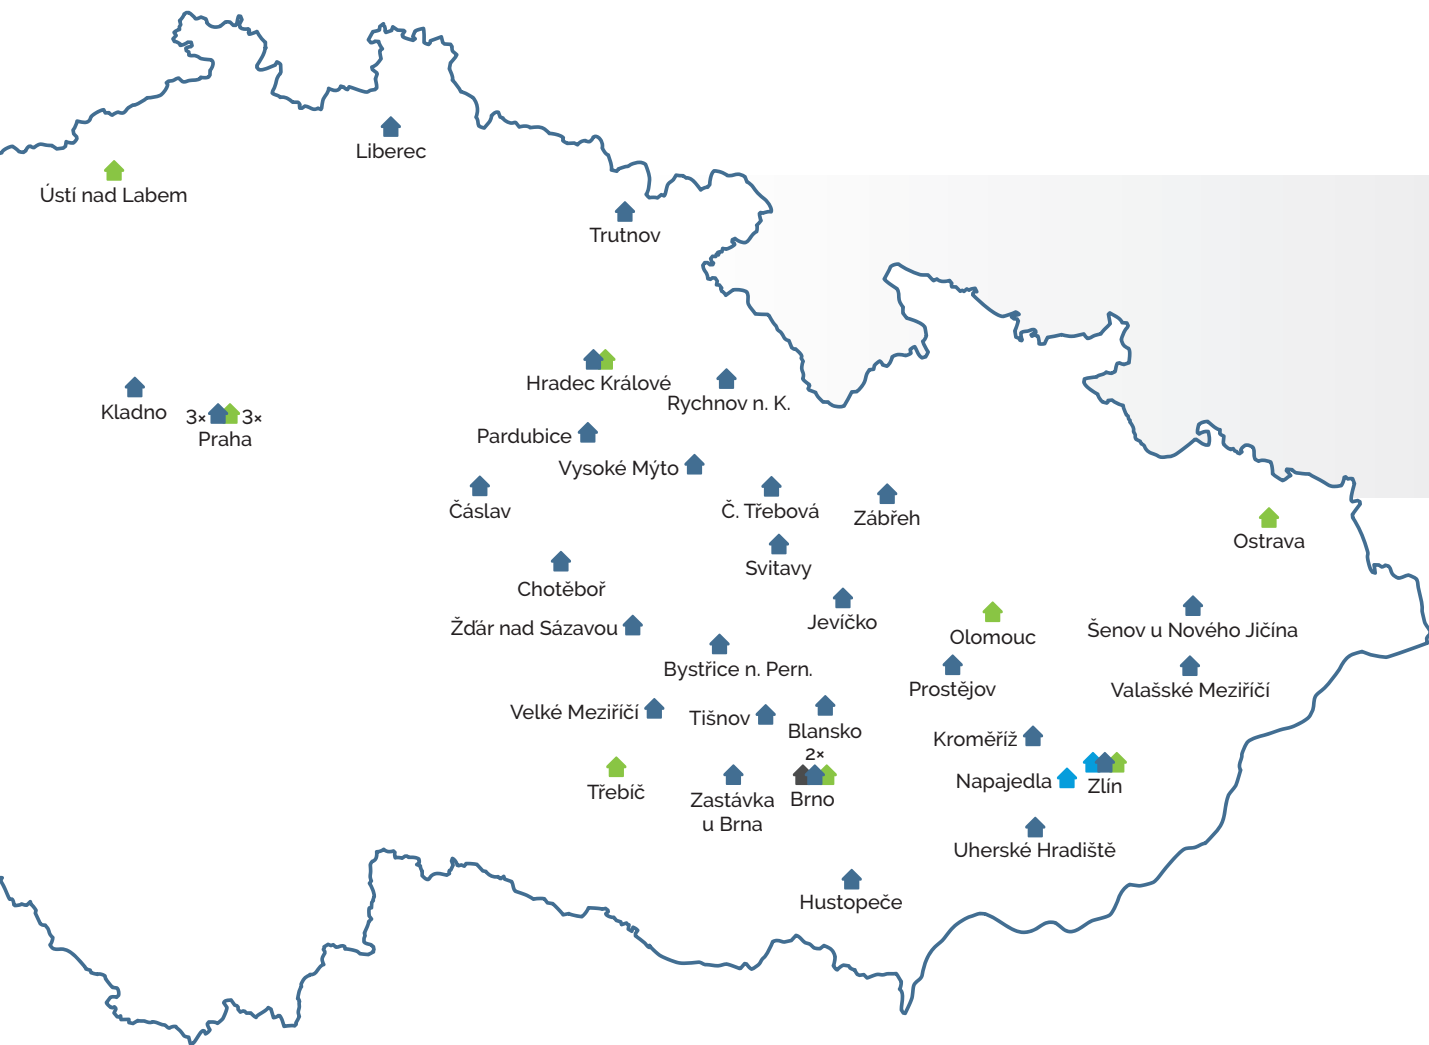 Liberec
Ústí nad Labem
Trutnov
Hradec Králové
Rychnov n. K.
Kladno
3× 3×
Praha
Pardubice
Vysoké Mýto
Čáslav
Č. Třebová
Zábřeh
Ostrava
Svitavy
Chotěboř
Jevíčko
Žďár nad Sázavou
Olomouc
Šenov u Nového Jičína
Bystřice n. Pern.
Prostějov
Valašské Meziříčí
Velké Meziříčí
Tišnov
Blansko
Kroměříž
2×
Napajedla
Zlín
Třebíč
Zastávka
u Brna
Brno
Uherské Hradiště
Hustopeče